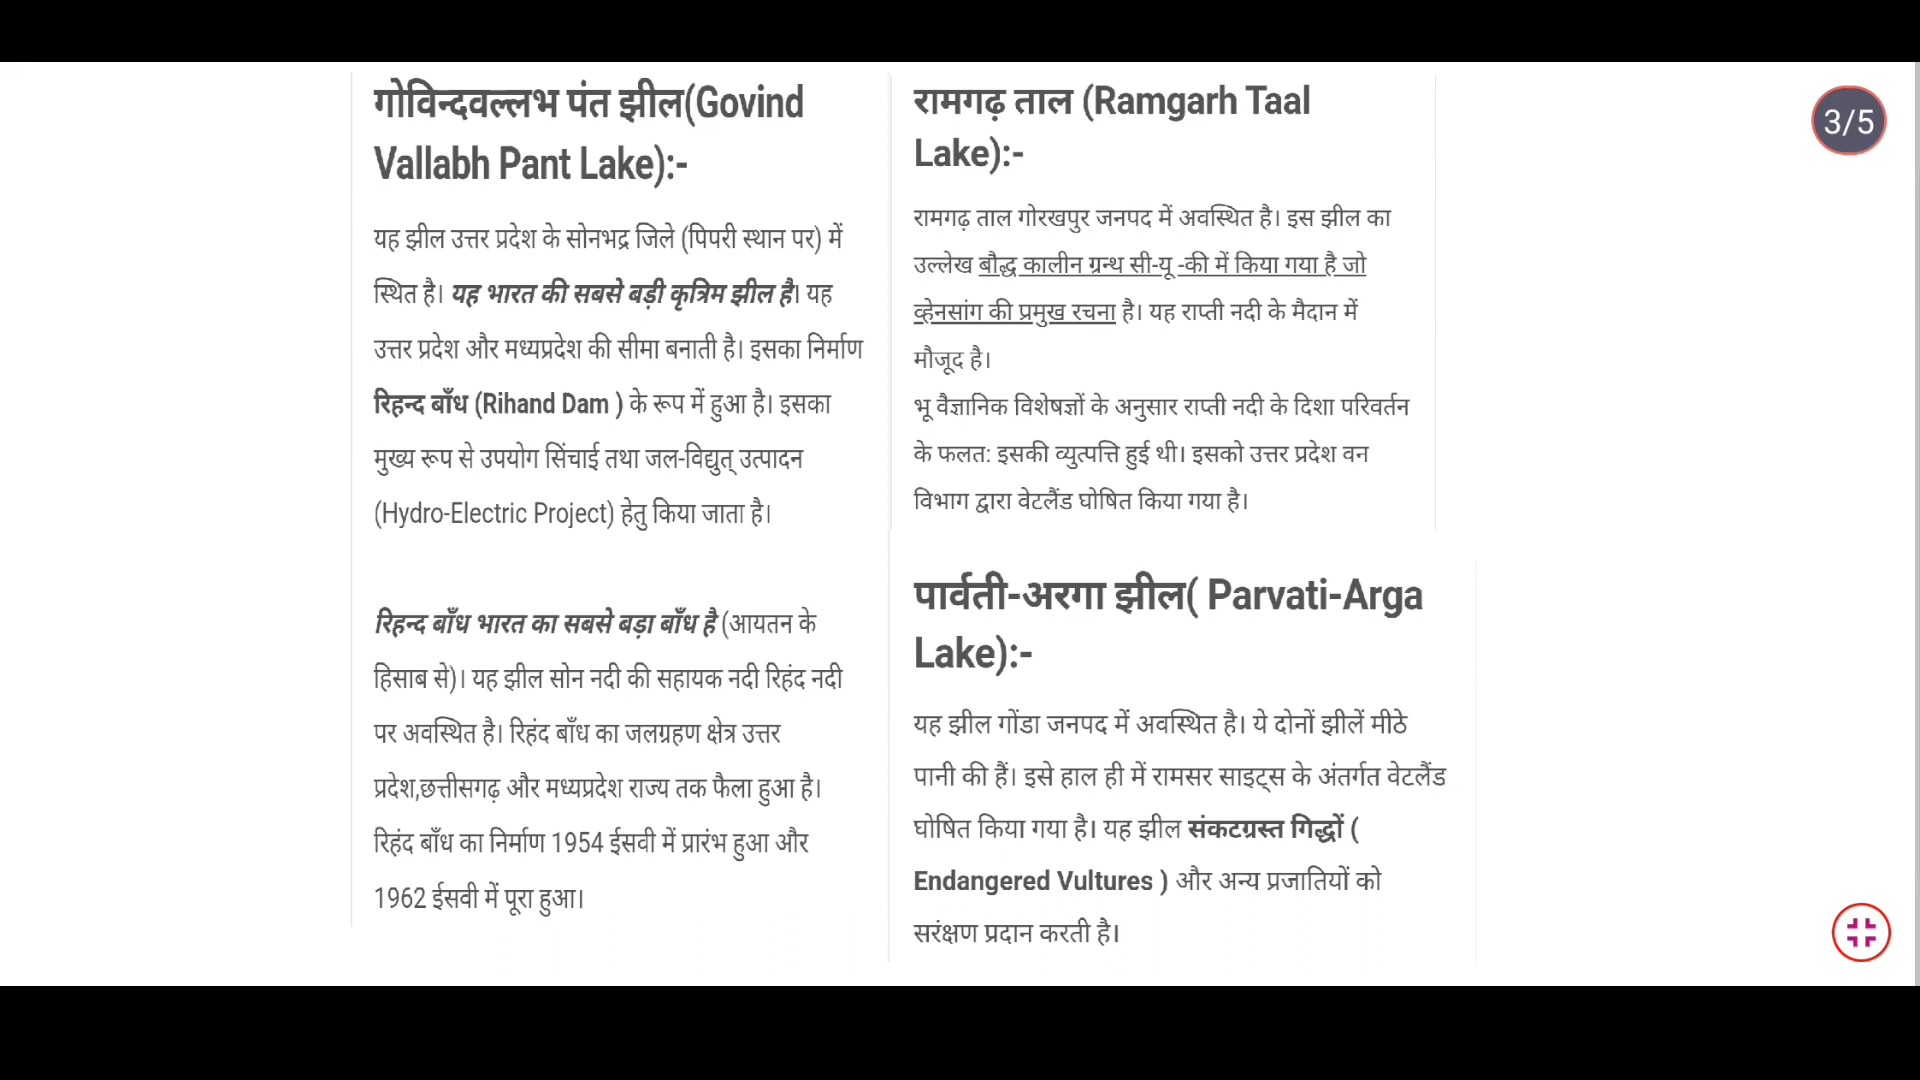 गोविन्दवल्लभ पंत झील(Govind
Vallabh Pant Lake):-
यह झील उत्तर प्रदेश के सोनभद्र जिले (पिपरी स्थान पर) में
स्थित है। यह भारत की सबसे बड़ी कृत्रिम झील है। यह
उत्तर प्रदेश और मध्यप्रदेश की सीमा बनाती है। इसका निर्माण
रिहन्द बाँध (Rihand Dam ) के रूप में हुआ है। इसका
मुख्य रूप से उपयोग सिंचाई तथा जल-विद्युत् उत्पादन
(Hydro-Electric Project) हेतु किया जाता है।
रिहन्द बाँध भारत का सबसे बड़ा बाँध है (आयतन के
हिसाब से)। यह झील सोन नदी की सहायक नदी रिहंद नदी
पर अवस्थित है। रिहंद बाँध का जलग्रहण क्षेत्र उत्तर
प्रदेश,छत्तीसगढ़ और मध्यप्रदेश राज्य तक फैला हुआ है।
रिहंद बाँध का निर्माण 1954 ईसवी में प्रारंभ हुआ और
1962 ईसवी में पूरा हुआ।
रामगढ़ ताल (Ramgarh Taal
Lake):-
रामगढ़ ताल गोरखपुर जनपद में अवस्थित है। इस झील का
उल्लेख बौद्ध कालीन ग्रन्थ सी-यू -की में किया गया है जो
व्हेनसांग की प्रमुख रचना है। यह राप्ती नदी के मैदान में
मौजूद है।
भू वैज्ञानिक विशेषज्ञों के अनुसार राप्ती नदी के दिशा परिवर्तन
के फलत: इसकी व्युत्पत्ति हुई थी। इसको उत्तर प्रदेश वन
विभाग द्वारा वेटलैंड घोषित किया गया है।
पार्वती-अरगा झील( Parvati-Arga
Lake):-
यह झील गोंडा जनपद में अवस्थित है। ये दोनों झीलें मीठे
पानी की हैं। इसे हाल ही में रामसर साइट्स के अंतर्गत वेटलैंड
घोषित किया गया है। यह झील संकटग्रस्त गिद्धों (
Endangered Vultures ) और अन्य प्रजातियों को
सरंक्षण प्रदान करती है।
3/5